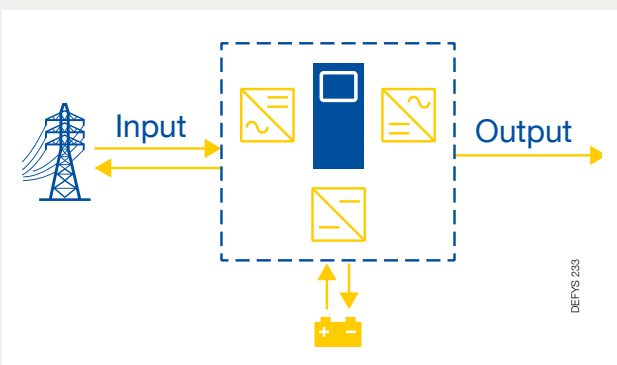 Input
Output
DEFYS 233
+ −